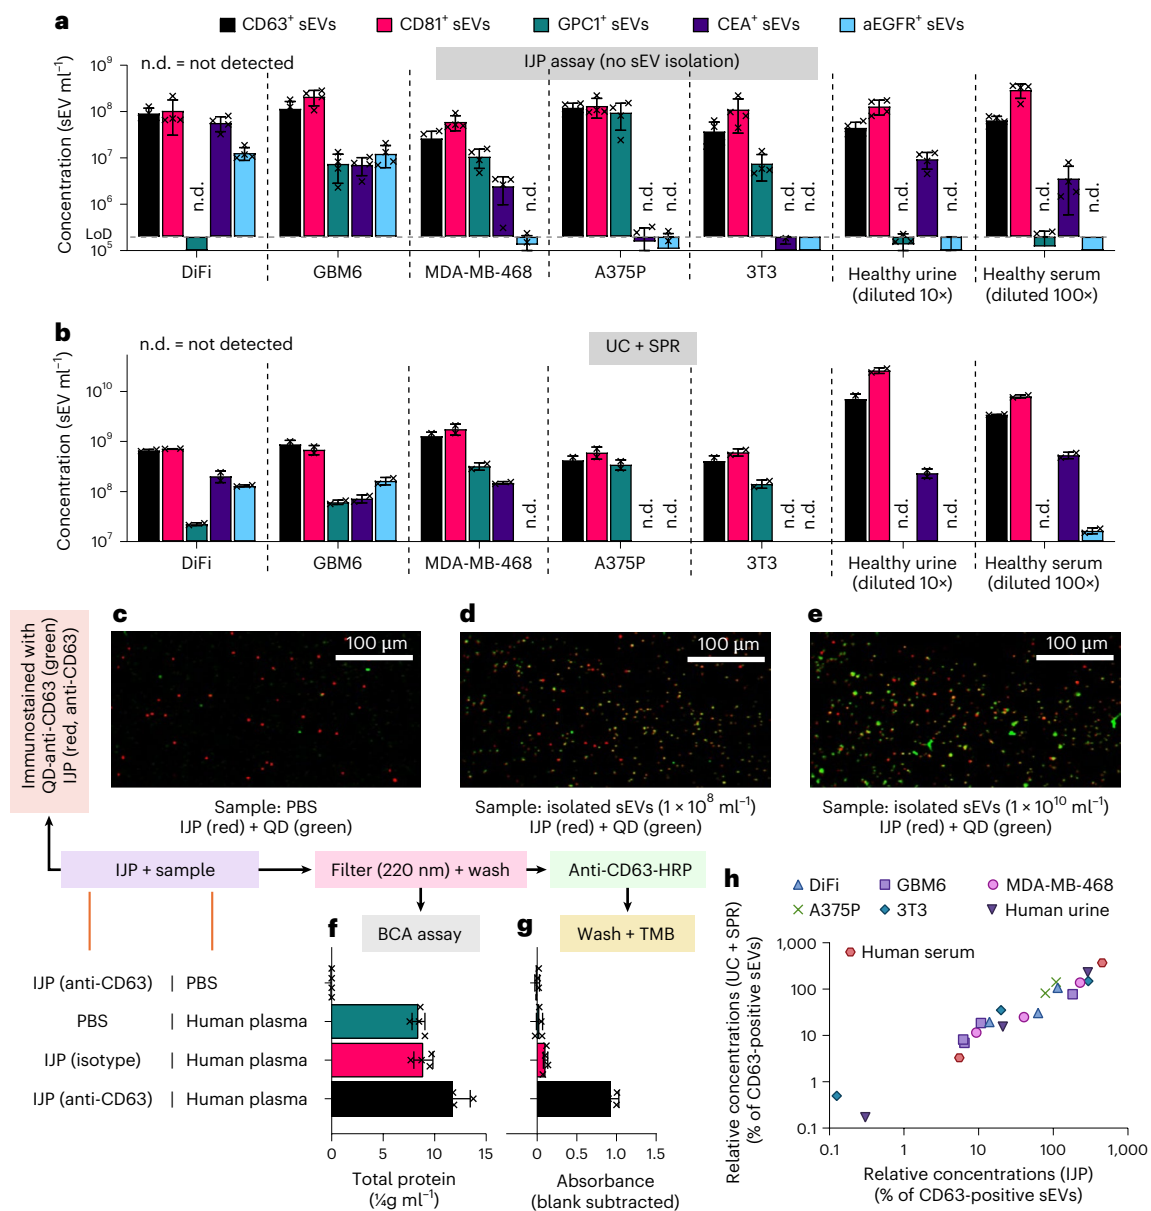 a
CD63⁺ sEVs
CD81⁺ sEVs
GPC1⁺ sEVs
CEA⁺ sEVs
aEGFR⁺ sEVs
n.d. = not detected
IJP assay (no sEV isolation)
Concentration (sEV ml⁻¹)
10⁹
10⁸
10⁷
10⁶
LoD
10⁵
n.d.
n.d.
n.d.
n.d.
n.d.
n.d.
n.d.
n.d.
n.d.
n.d.
n.d.
DiFi
GBM6
MDA-MB-468
A375P
3T3
Healthy urine
(diluted 10×)
Healthy serum
(diluted 100×)
b
n.d. = not detected
UC + SPR
Concentration (sEV ml⁻¹)
10¹⁰
10⁹
10⁸
10⁷
n.d.
n.d.
n.d.
n.d.
n.d.
n.d.
n.d.
n.d.
DiFi
GBM6
MDA-MB-468
A375P
3T3
Healthy urine
(diluted 10×)
Healthy serum
(diluted 100×)
Immunostained with
QD-anti-CD63 (green)
IJP (red, anti-CD63)
c
100 µm
Sample: PBS
IJP (red) + QD (green)
d
100 µm
Sample: isolated sEVs (1 × 10⁸ ml⁻¹)
IJP (red) + QD (green)
e
100 µm
Sample: isolated sEVs (1 × 10¹⁰ ml⁻¹)
IJP (red) + QD (green)
IJP + sample
Filter (220 nm) + wash
Anti-CD63-HRP
f
BCA assay
g
Wash + TMB
IJP (anti-CD63) | PBS
PBS | Human plasma
IJP (isotype) | Human plasma
IJP (anti-CD63) | Human plasma
0 5 10 15
Total protein
(¼g ml⁻¹)
0 0.5 1.0 1.5
Absorbance
(blank subtracted)
h
DiFi
GBM6
MDA-MB-468
A375P
3T3
Human urine
Human serum
Relative concentrations (UC + SPR)
(% of CD63-positive sEVs)
1,000
100
10
1
0.1
0.1 1 10 100 1,000
Relative concentrations (IJP)
(% of CD63-positive sEVs)